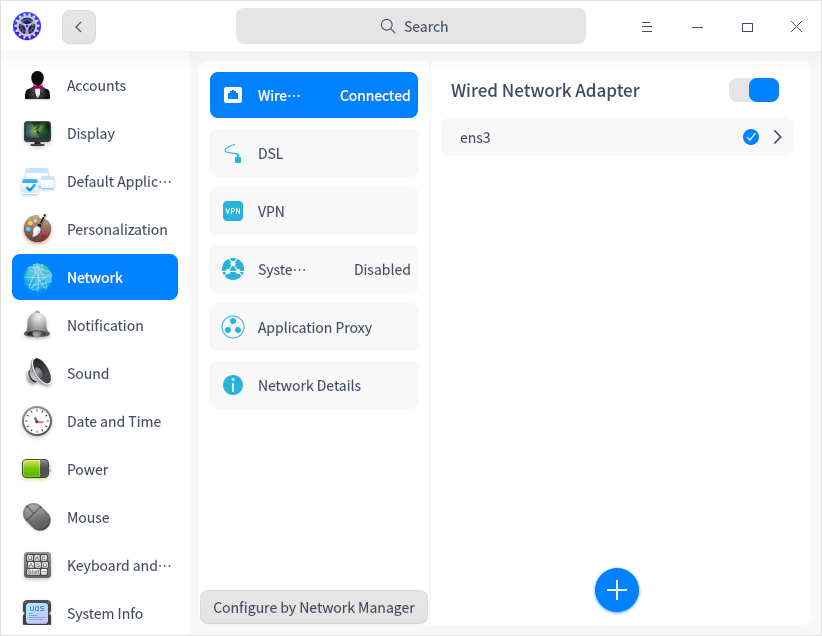 Search
Accounts
Display
Default Applic···
Personalization
Network
Notification
Sound
Date and Time
Power
Mouse
Keyboard and···
System Info
Wire··· Connected
DSL
VPN VPN
Syste··· Disabled
Application Proxy
Network Details
Configure by Network Manager
Wired Network Adapter
ens3